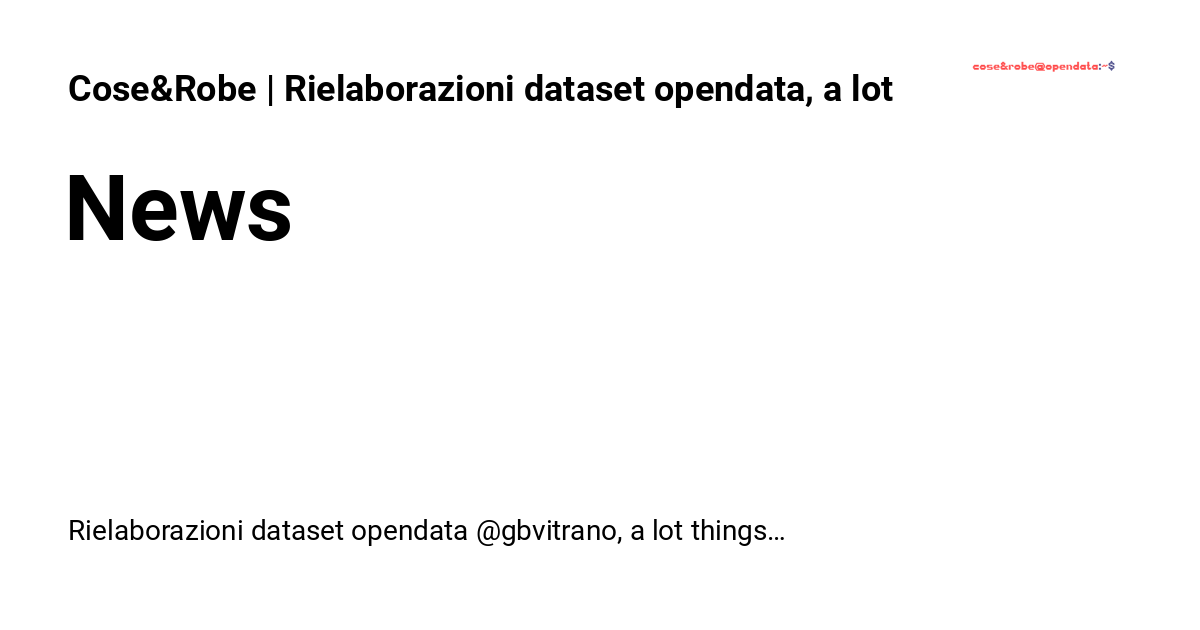 Cose&Robe | Rielaborazioni dataset opendata, a lot
cose&robe@opendata:~$
News
Rielaborazioni dataset opendata @gbvitrano, a lot things…